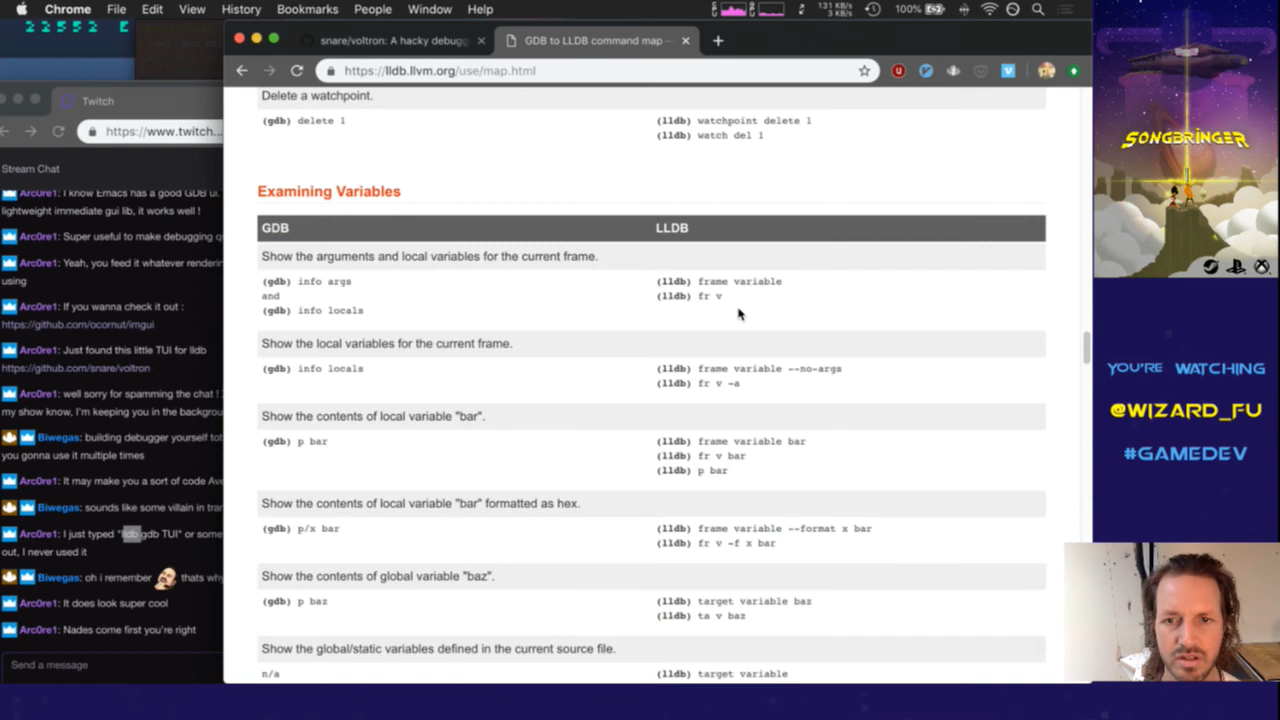 Chrome File Edit View History Bookmarks People Window Help
131 KB/s
3 KB/s
100%
22552 E
snare/voltron: A hacky debugg
GDB to LLDB command map –
https://lldb.llvm.org/use/map.html
Twitch
https://www.twitch...
Stream Chat
Arc0re1: I know Emacs has a good GDB ui.
lightweight immediate gui lib, it works well !
Arc0re1: Super useful to make debugging
Arc0re1: Yeah, you feed it whatever renderin
using
Arc0re1: If you wanna check it out :
https://github.com/ocornut/imgui
Arc0re1: Just found this little TUI for lldb
https://github.com/snare/voltron
Arc0re1: well sorry for spamming the chat !
my show know, I'm keeping you in the backgrou
Biwegas: building debugger yourself tot
you gonna use it multiple times
Arc0re1: It may make you a sort of code Ave
Biwegas: sounds like some villain in tran
Arc0re1: I just typed "lldb gdb TUI" or some
out, I never used it
Biwegas: oh i remember thats why
Arc0re1: It does look super cool
Arc0re1: Nades come first you're right
Send a message
Delete a watchpoint.
(gdb) delete 1
(lldb) watchpoint delete 1
(lldb) watch del 1
Examining Variables
GDB LLDB
Show the arguments and local variables for the current frame.
(gdb) info args
and
(gdb) info locals
(lldb) frame variable
(lldb) fr v
Show the local variables for the current frame.
(gdb) info locals
(lldb) frame variable --no-args
(lldb) fr v -a
Show the contents of local variable "bar".
(gdb) p bar
(lldb) frame variable bar
(lldb) fr v bar
(lldb) p bar
Show the contents of local variable "bar" formatted as hex.
(gdb) p/x bar
(lldb) frame variable --format x bar
(lldb) fr v -f x bar
Show the contents of global variable "baz".
(gdb) p baz
(lldb) target variable baz
(lldb) ta v baz
Show the global/static variables defined in the current source file.
n/a
(lldb) target variable
SONGBRINGER
YOU'RE WATCHING
@WIZARD_FU
#GAMEDEV